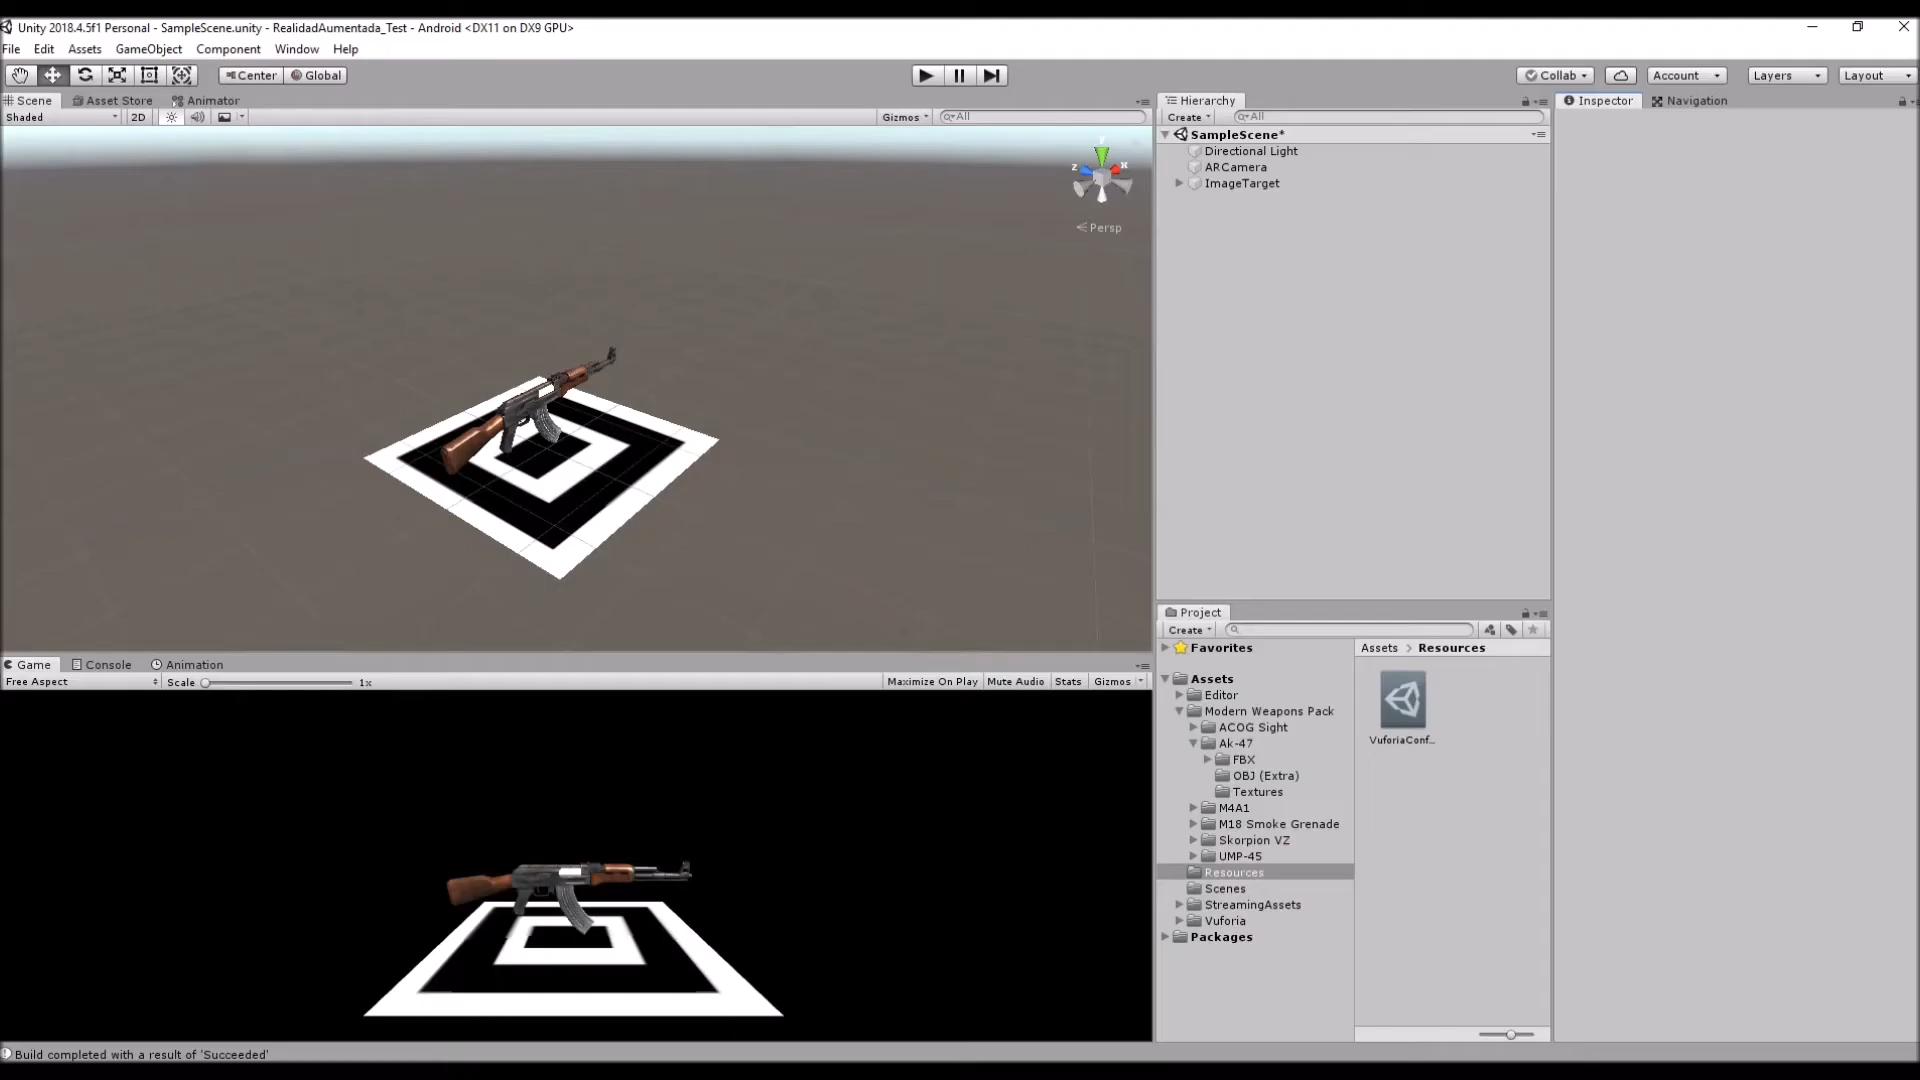 Unity 2018.4.5f1 Personal - SampleScene.unity - RealidadAumentada_Test - Android <DX11 on DX9 GPU>
File Edit Assets GameObject Component Window Help
Center Global Collab Account Layers Layout
Scene Asset Store Animator
Shaded 2D Gizmos All
y
z x
Persp
Hierarchy
Create All
SampleScene*
Directional Light
ARCamera
ImageTarget
Inspector Navigation
Game Console Animation
Free Aspect Scale 1x Maximize On Play Mute Audio Stats Gizmos
Project
Create
Favorites
Assets
Editor
Modern Weapons Pack
ACOG Sight
Ak-47
FBX
OBJ (Extra)
Textures
M4A1
M18 Smoke Grenade
Skorpion VZ
UMP-45
Resources
Scenes
StreamingAssets
Vuforia
Packages
Assets > Resources
VuforiaConf...
Build completed with a result of 'Succeeded'